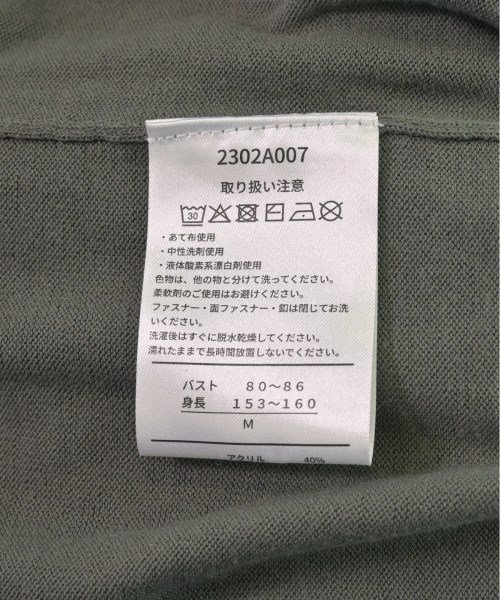 2302A007
取り扱い注意
30
・あて布使用
・中性洗剤使用
・液体酸素系漂白剤使用
色物は、他の物と分けて洗ってください。
柔軟剤のご使用はお避けください。
ファスナー・面ファスナー・釦は閉じてお洗
いください。
洗濯後はすぐに脱水乾燥してください。
濡れたままで長時間放置しないでください。
バスト　８０～８６
身長　１５３～１６０
M
アクリル　40%